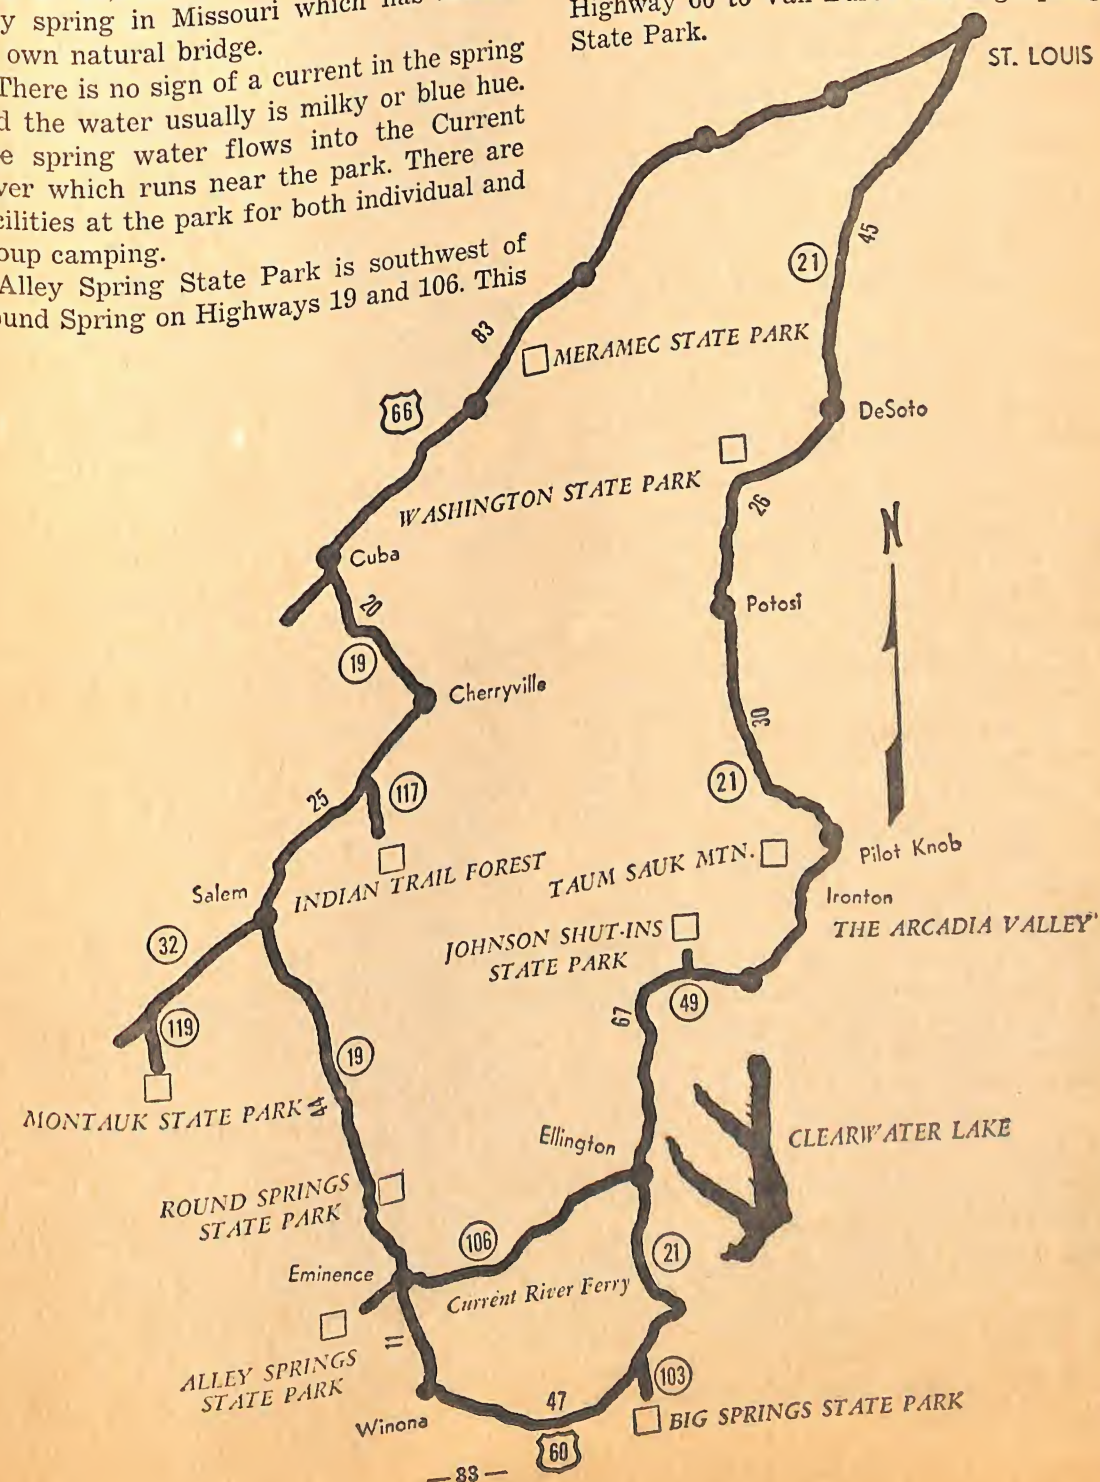 y spring in Missouri which has
own natural bridge.
There is no sign of a current in the spring
d the water usually is milky or blue hue.
e spring water flows into the Current
ver which runs near the park. There are
cilities at the park for both individual and
oup camping.
Alley Spring State Park is southwest of
und Spring on Highways 19 and 106. This
State Park.
ST. LOUIS
45
21
83
MERAMEC STATE PARK
66
DeSoto
WASHINGTON STATE PARK
26
N
Cuba
20
Potosi
19
Cherryville
30
117
21
25
Pilot Knob
TAUM SAUK MTN.
INDIAN TRAIL FOREST
Salem
Ironton
THE ARCADIA VALLEY
JOHNSON SHUT-INS
STATE PARK
32
49
67
119
19
MONTAUK STATE PARK
CLEARWATER LAKE
Ellington
ROUND SPRINGS
STATE PARK
106
21
Eminence
Current River Ferry
ALLEY SPRINGS
STATE PARK
103
47
BIG SPRINGS STATE PARK
Winona
60
— 88 —